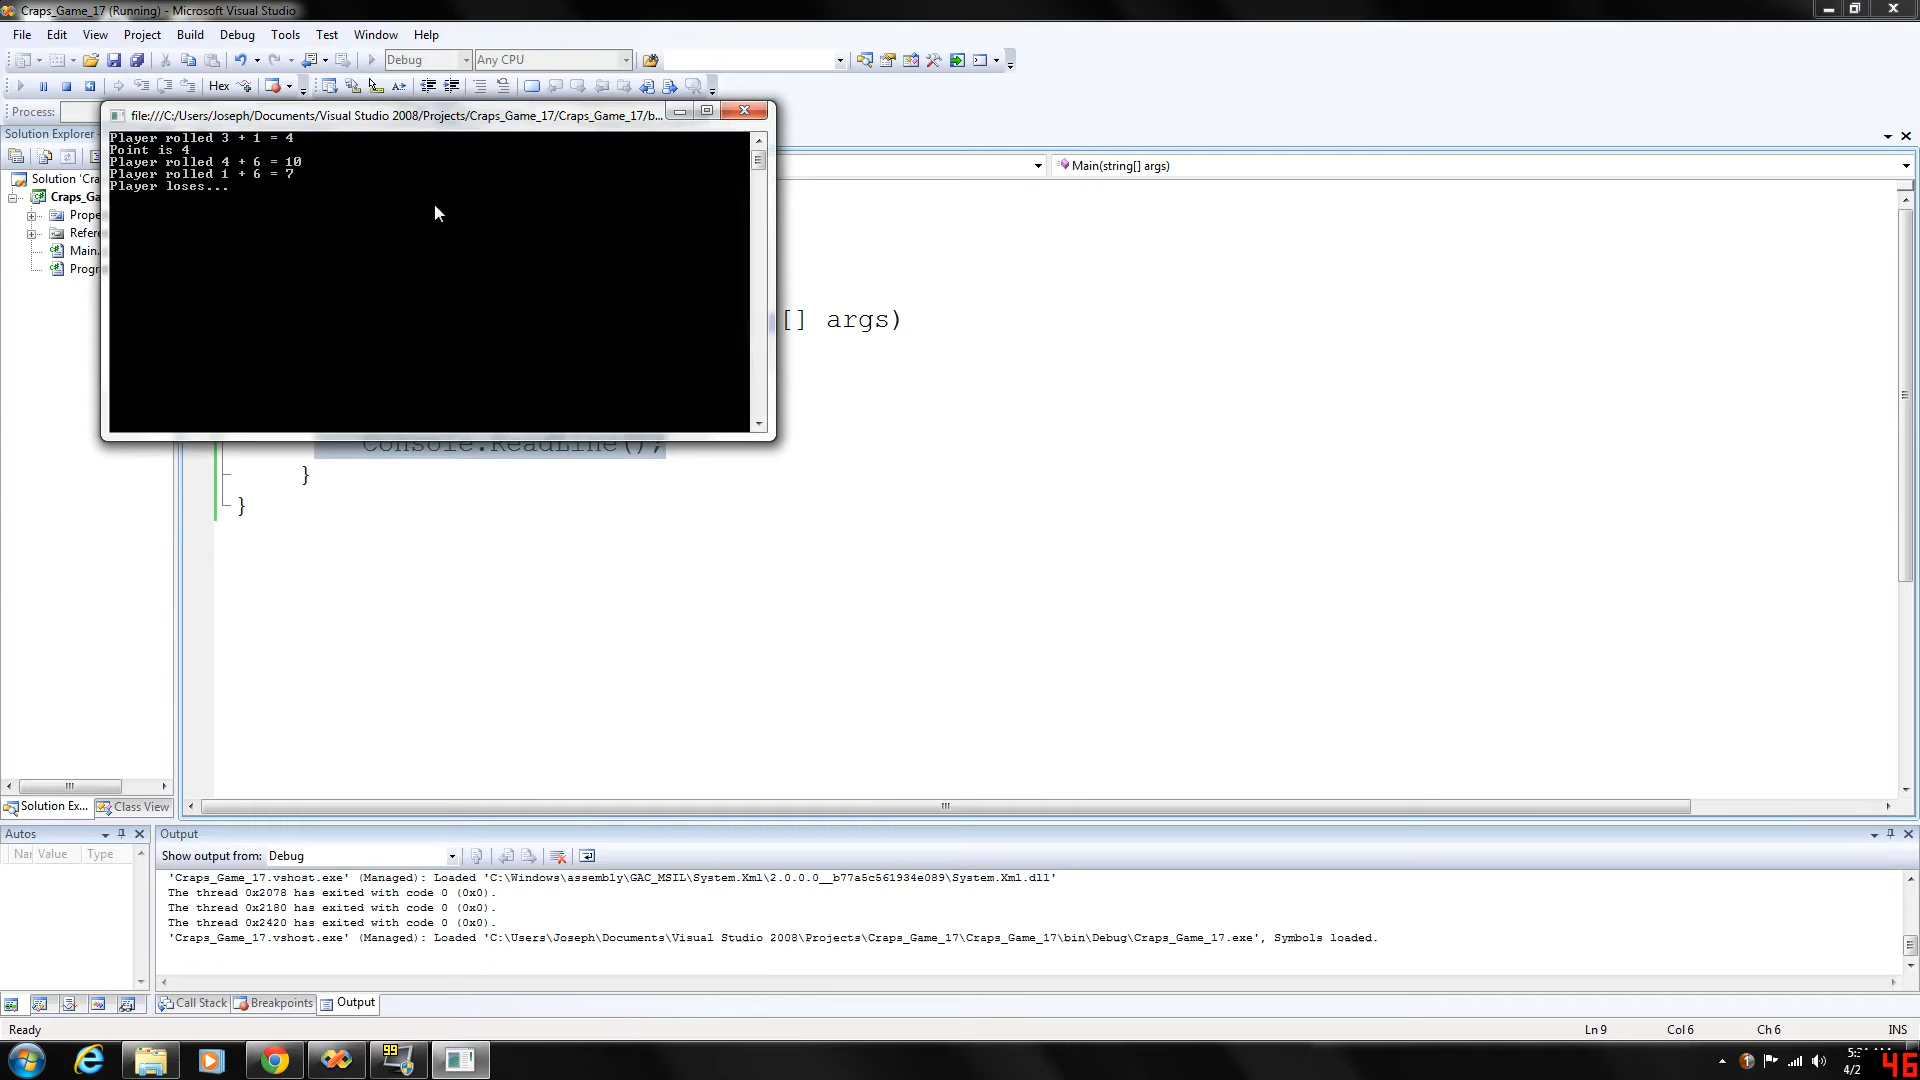 Craps_Game_17 (Running) - Microsoft Visual Studio
File Edit View Project Build Debug Tools Test Window Help
Debug Any CPU
Hex
Process:
file:///C:/Users/Joseph/Documents/Visual Studio 2008/Projects/Craps_Game_17/Craps_Game_17/b...
Player rolled 3 + 1 = 4
Point is 4
Player rolled 4 + 6 = 10
Player rolled 1 + 6 = 7
Player loses...
Solution Explorer
Solution 'Cra
Craps_Ga
Prope
Refere
Main.
Progr
Main(string[] args)
[] args)
Console.ReadLine();
}
}
Solution Ex... Class View
Autos
Nar Value Type
Output
Show output from: Debug
'Craps_Game_17.vshost.exe' (Managed): Loaded 'C:\Windows\assembly\GAC_MSIL\System.Xml\2.0.0.0__b77a5c561934e089\System.Xml.dll'
The thread 0x2078 has exited with code 0 (0x0).
The thread 0x2180 has exited with code 0 (0x0).
The thread 0x2420 has exited with code 0 (0x0).
'Craps_Game_17.vshost.exe' (Managed): Loaded 'C:\Users\Joseph\Documents\Visual Studio 2008\Projects\Craps_Game_17\Craps_Game_17\bin\Debug\Craps_Game_17.exe', Symbols loaded.
Call Stack Breakpoints Output
Ready Ln 9 Col 6 Ch 6 INS
99
4/2
46